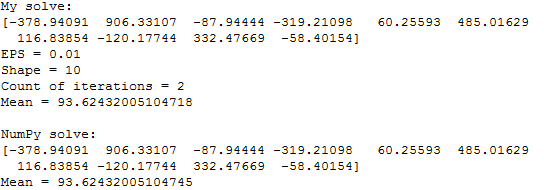 My solve:
[-378.94091  906.33107  -87.94444 -319.21098   60.25593  485.01629
  116.83854 -120.17744  332.47669  -58.40154]
EPS = 0.01
Shape = 10
Count of iterations = 2
Mean = 93.62432005104718

NumPy solve:
[-378.94091  906.33107  -87.94444 -319.21098   60.25593  485.01629
  116.83854 -120.17744  332.47669  -58.40154]
Mean = 93.62432005104745